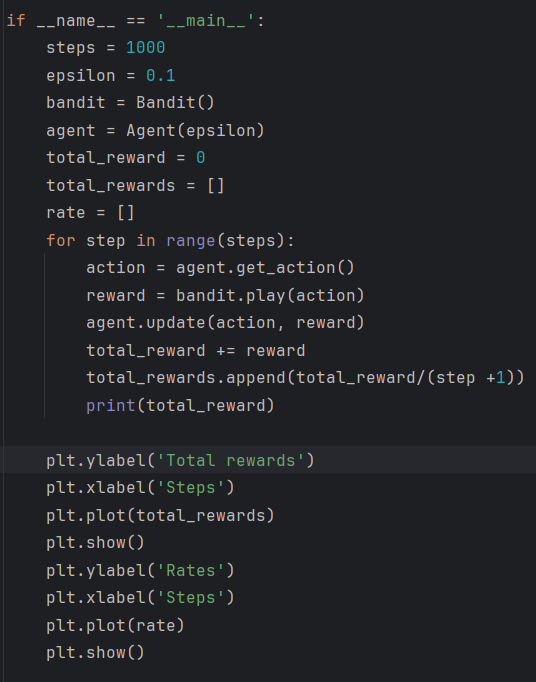 if __name__ == '__main__':
    steps = 1000
    epsilon = 0.1
    bandit = Bandit()
    agent = Agent(epsilon)
    total_reward = 0
    total_rewards = []
    rate = []
    for step in range(steps):
        action = agent.get_action()
        reward = bandit.play(action)
        agent.update(action, reward)
        total_reward += reward
        total_rewards.append(total_reward/(step +1))
        print(total_reward)

    plt.ylabel('Total rewards')
    plt.xlabel('Steps')
    plt.plot(total_rewards)
    plt.show()
    plt.ylabel('Rates')
    plt.xlabel('Steps')
    plt.plot(rate)
    plt.show()